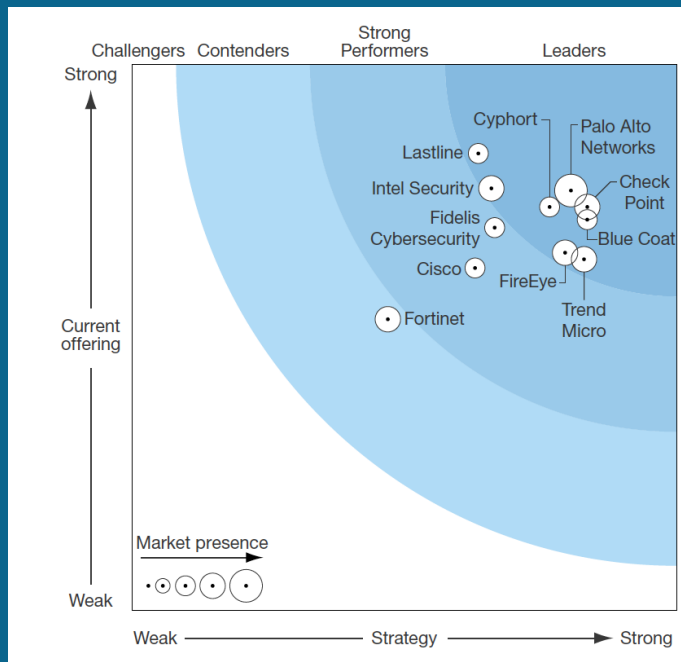 Strong
Challengers Contenders Performers Leaders
Strong
Cyphort
Palo Alto
Networks
Lastline
Intel Security
Check
Point
Fidelis
Cybersecurity
Blue Coat
Cisco
FireEye
Trend
Micro
Fortinet
Current
offering
Market presence
Weak
Weak Strategy Strong